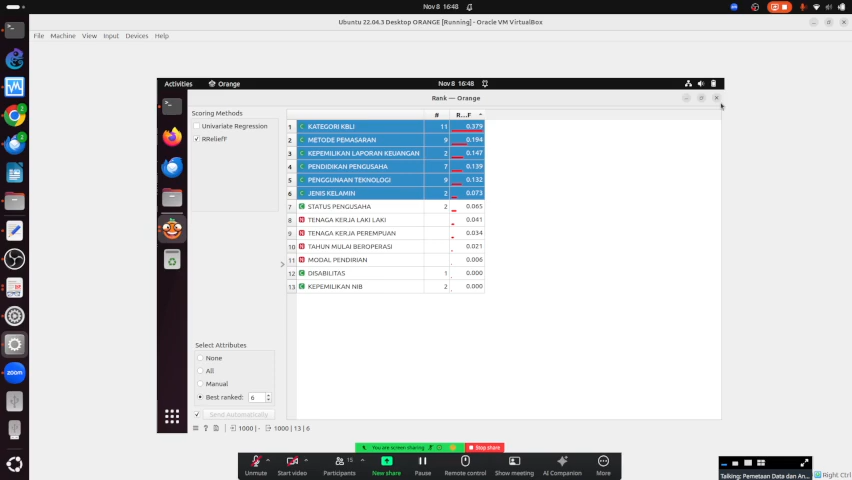 Nov 8 16:48
Ubuntu 22.04.3 Desktop ORANGE [Running] - Oracle VM VirtualBox
File Machine View Input Devices Help
Activities Orange Nov 8 16:48
Rank — Orange
Scoring Methods
Univariate Regression
RReliefF
# R...F
1 C KATEGORI KBLI 11 0.379
2 C METODE PEMASARAN 9 0.194
3 C KEPEMILIKAN LAPORAN KEUANGAN 2 0.147
4 C PENDIDIKAN PENGUSAHA 7 0.139
5 C PENGGUNAAN TEKNOLOGI 9 0.132
6 C JENIS KELAMIN 2 0.073
7 C STATUS PENGUSAHA 2 0.065
8 N TENAGA KERJA LAKI LAKI 0.041
9 N TENAGA KERJA PEREMPUAN 0.034
10 N TAHUN MULAI BEROPERASI 0.021
11 N MODAL PENDIRIAN 0.006
12 C DISABILITAS 1 0.000
13 C KEPEMILIKAN NIB 2 0.000
Select Attributes
None
All
Manual
Best ranked: 6
Send Automatically
1000 | - 1000 | 13 | 6
You are screen sharing Stop share
Unmute Start video Participants 15 New share Pause Remote control Show meeting AI Companion More
Talking: Pemetaan Data dan An...
Right Ctrl
zoom